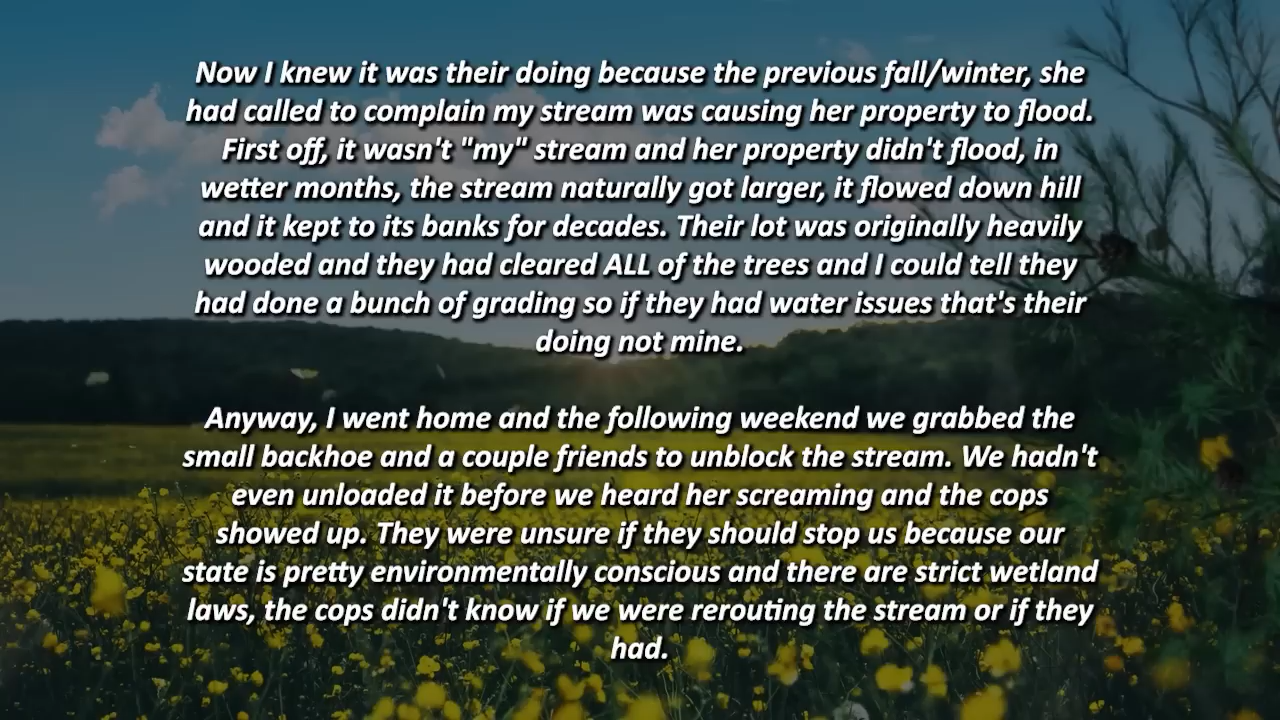 Now I knew it was their doing because the previous fall/winter, she
had called to complain my stream was causing her property to flood.
First off, it wasn't "my" stream and her property didn't flood, in
wetter months, the stream naturally got larger, it flowed down hill
and it kept to its banks for decades. Their lot was originally heavily
wooded and they had cleared ALL of the trees and I could tell they
had done a bunch of grading so if they had water issues that's their
doing not mine.
Anyway, I went home and the following weekend we grabbed the
small backhoe and a couple friends to unblock the stream. We hadn't
even unloaded it before we heard her screaming and the cops
showed up. They were unsure if they should stop us because our
state is pretty environmentally conscious and there are strict wetland
laws, the cops didn't know if we were rerouting the stream or if they
had.